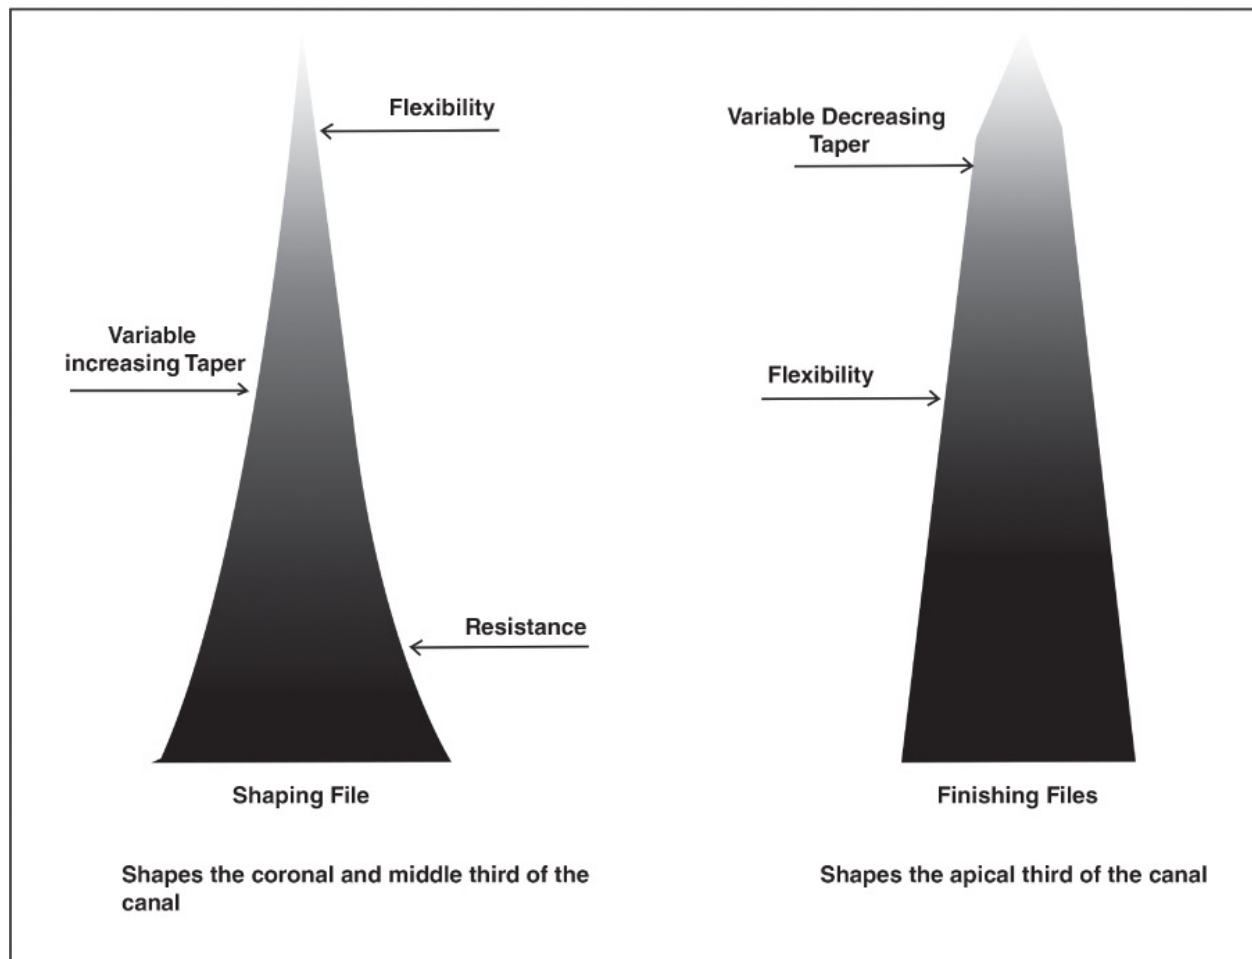 Flexibility
Variable
increasing Taper
Resistance
Shaping File
Shapes the coronal and middle third of the
canal
Variable Decreasing
Taper
Flexibility
Finishing Files
Shapes the apical third of the canal